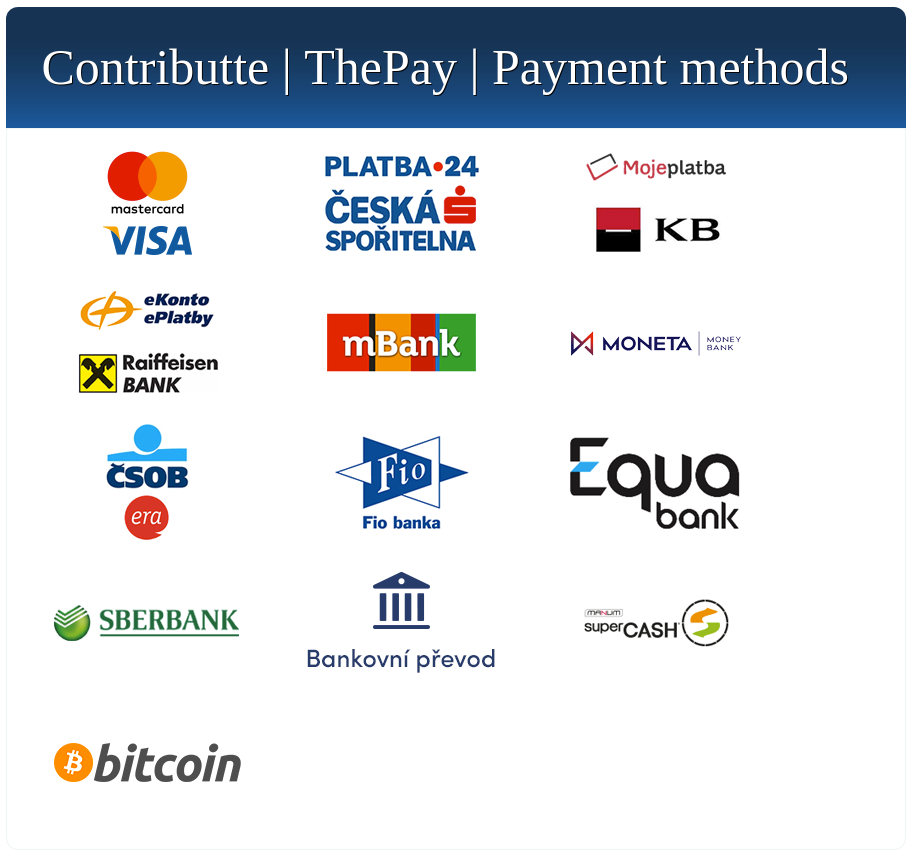 Contributte | ThePay | Payment methods
mastercard
VISA
PLATBA 24
ČESKÁ
SPOŘITELNA
Mojeplatba
KB
eKonto
ePlatby
Raiffeisen
BANK
mBank
MONETA MONEY
BANK
ČSOB
era
Fio
Fio banka
Equa
bank
SBERBANK
Bankovní převod
MANUM
superCASH
bitcoin